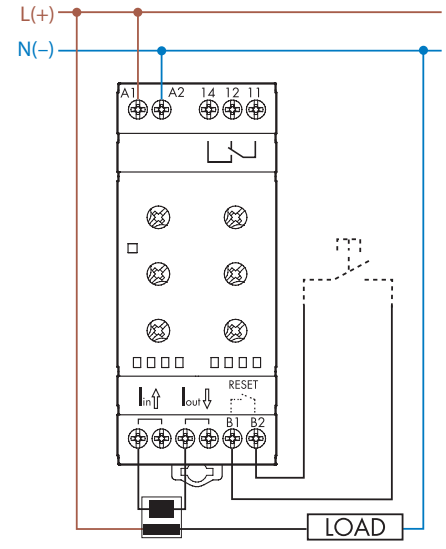 L(+)
N(−)
A1 A2 14 12 11
RESET
Iin Iout
B1 B2
LOAD